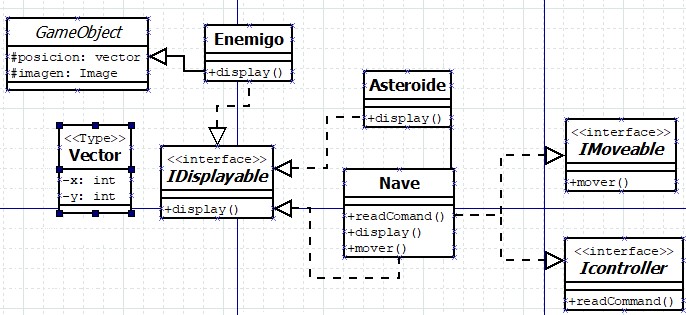 GameObject
#posicion: vector
#imagen: Image
Enemigo
+display()
Asteroide
+display()
<<Type>>
Vector
-x: int
-y: int
<<interface>>
IDisplayable
+display()
Nave
+readComand()
+display()
+mover()
<<interface>>
IMoveable
+mover()
<<interface>>
Icontroller
+readCommand()